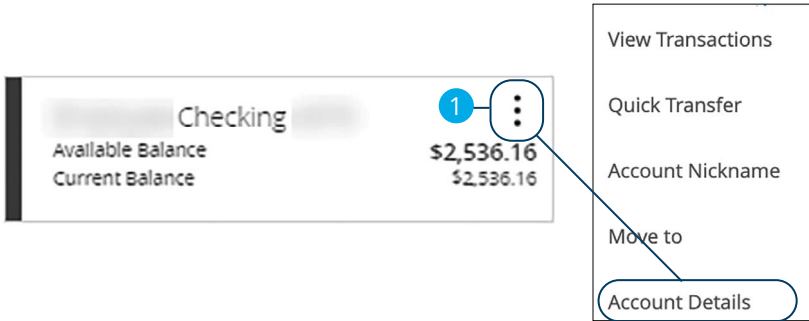 Checking
1
Available Balance
$2,536.16
Current Balance
$2,536.16
View Transactions
Quick Transfer
Account Nickname
Move to
Account Details